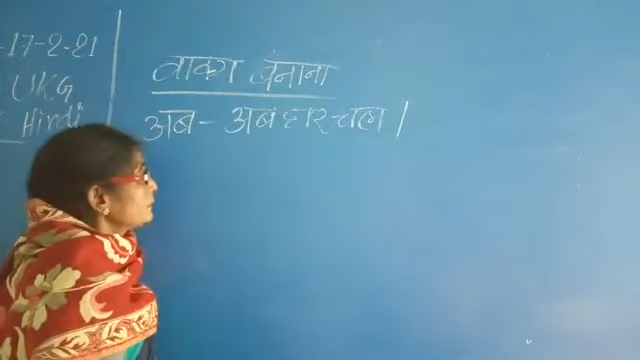 -17-2-21
UKG
Hindi
वाक्य बनाना
अब - अब घर चल ।